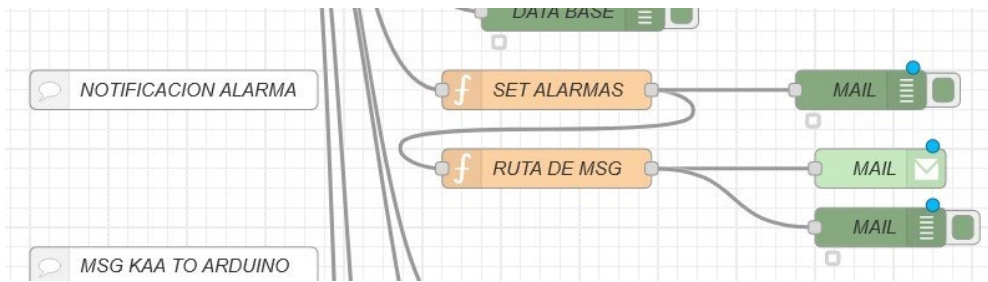 DATA BASE
NOTIFICACION ALARMA
SET ALARMAS
MAIL
RUTA DE MSG
MAIL
MAIL
MSG KAA TO ARDUINO